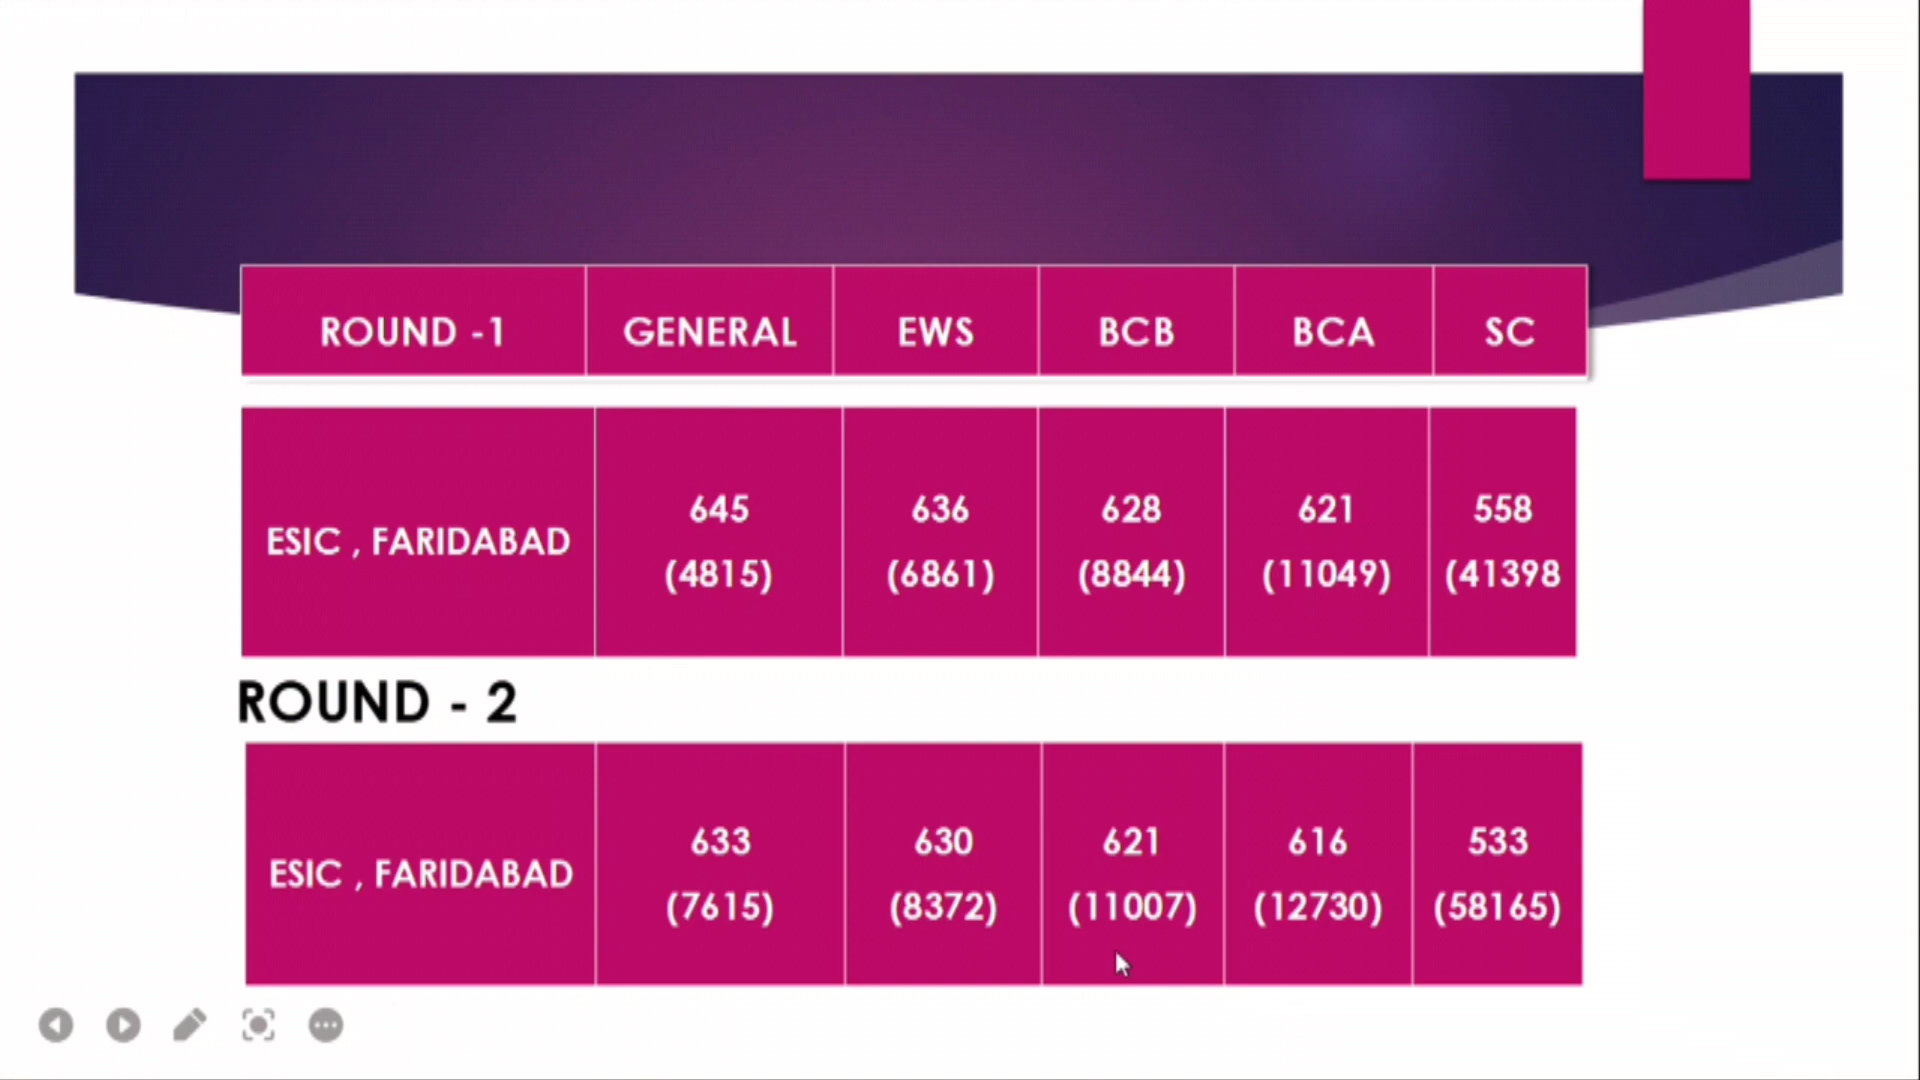 ROUND -1 GENERAL EWS BCB BCA SC
ESIC , FARIDABAD 645 636 628 621 558
(4815) (6861) (8844) (11049) (41398
ROUND - 2
ESIC , FARIDABAD 633 630 621 616 533
(7615) (8372) (11007) (12730) (58165)